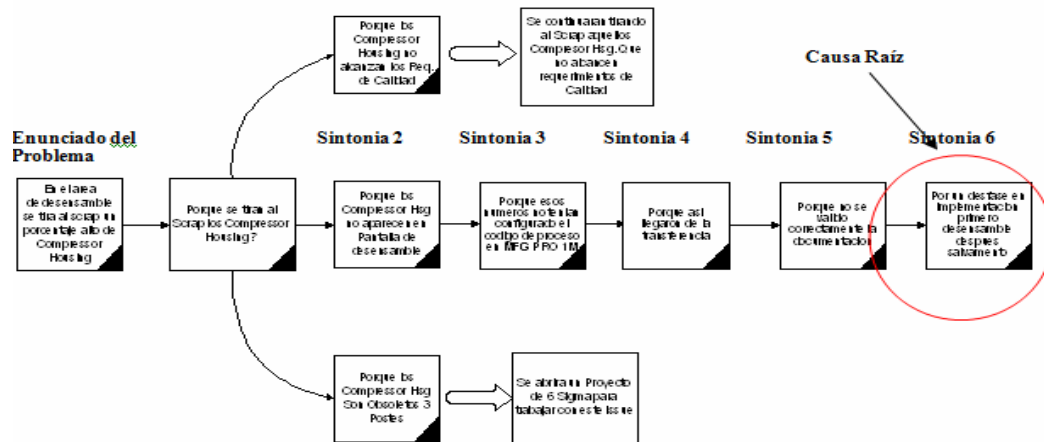 Porque los
Compressor
Housing no
alcanzan los Req.
de Calidad
Se continuaran tirando
al Scrap aquellos
Compresor Hsg. Que
no abancen
requerimientos de
Calidad
Causa Raíz
Enunciado del
Problema
Sintonia 2
Sintonia 3
Sintonia 4
Sintonia 5
Sintonia 6
En el area
de desensamble
se tira al scrap un
porcentaje alto de
Compressor
Housing
Porque se tiran al
Scrap los Compressor
Housing?
Porque los
Compressor Hsg
no aparecen en
Pantalla de
desensamble
Porque esos
numeros no tenian
configurado el
codigo de proceso
en MFG PRO 1M
Porque asi
llegaron de la
transferencia
Porque no se
valido
correctamente la
documentacion
Por un desfase en
Implementacion
primero
desensamble
despues
salvamento
Porque los
Compressor Hsg
Son Obsoletos 3
Postes
Se abrira un Proyecto
de 6 Sigma para
trabajar con este Issue